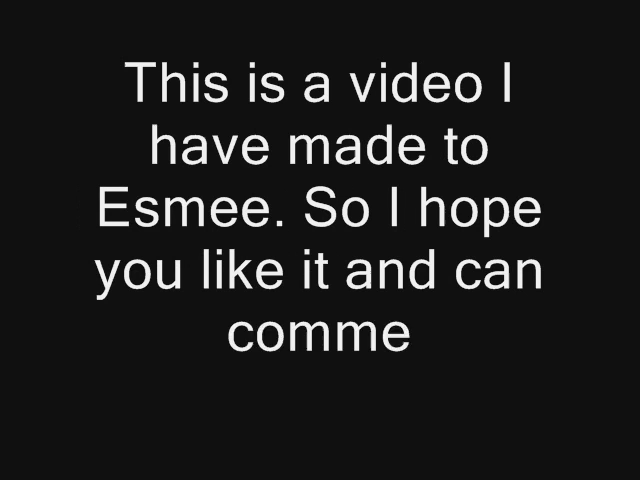 This is a video I
have made to
Esmee. So I hope
you like it and can
comme